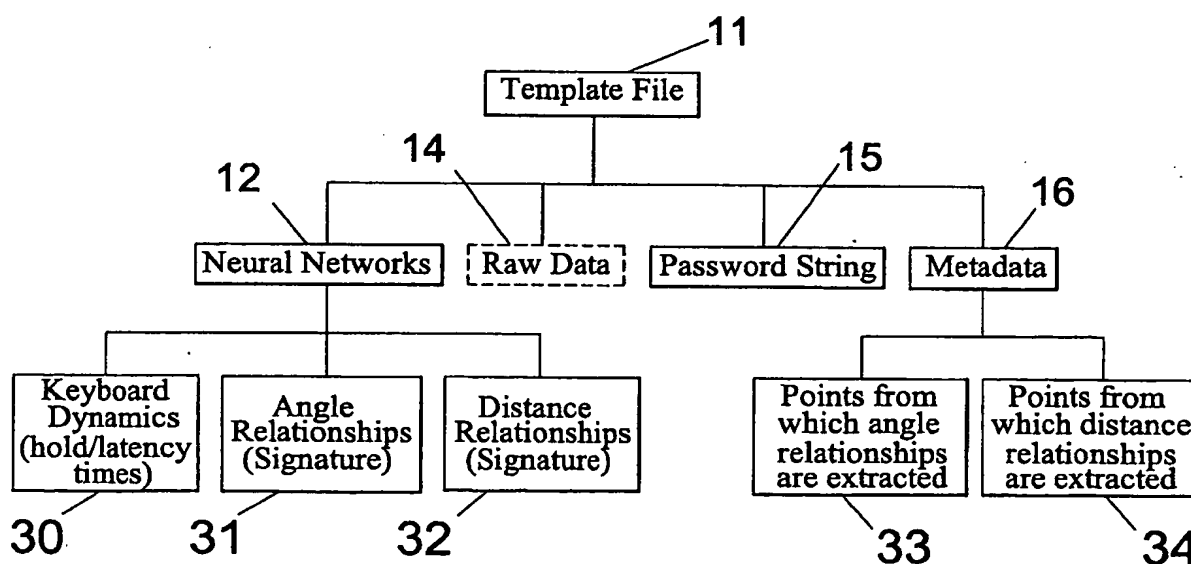 11
Template File
14
15
12
16
Neural Networks
Raw Data
Password String
Metadata
Keyboard
Dynamics
(hold/latency
times)
Angle
Relationships
(Signature)
Distance
Relationships
(Signature)
Points from
which angle
relationships
are extracted
Points from
which distance
relationships
are extracted
30
31
32
33
34